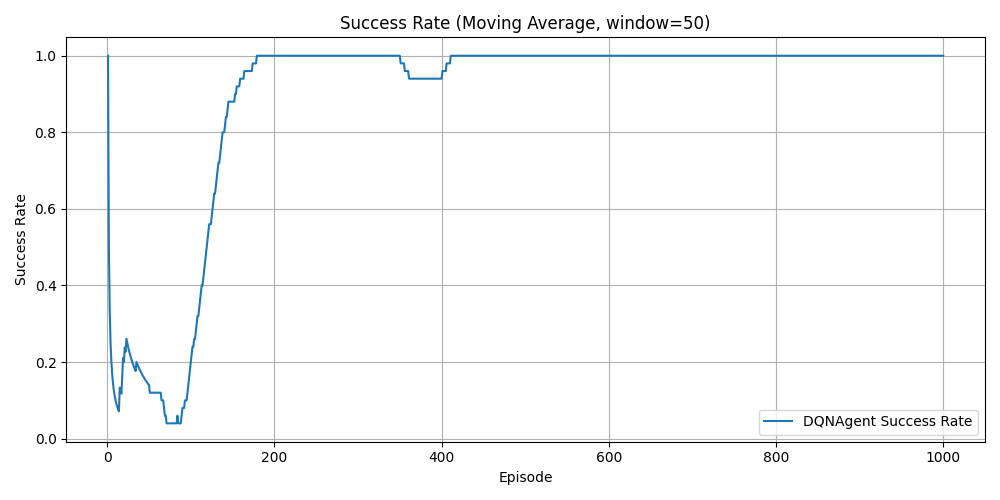 Success Rate (Moving Average, window=50)
Success Rate
1.0
0.8
0.6
0.4
0.2
0.0
DQNAgent Success Rate
0 200 400 600 800 1000
Episode